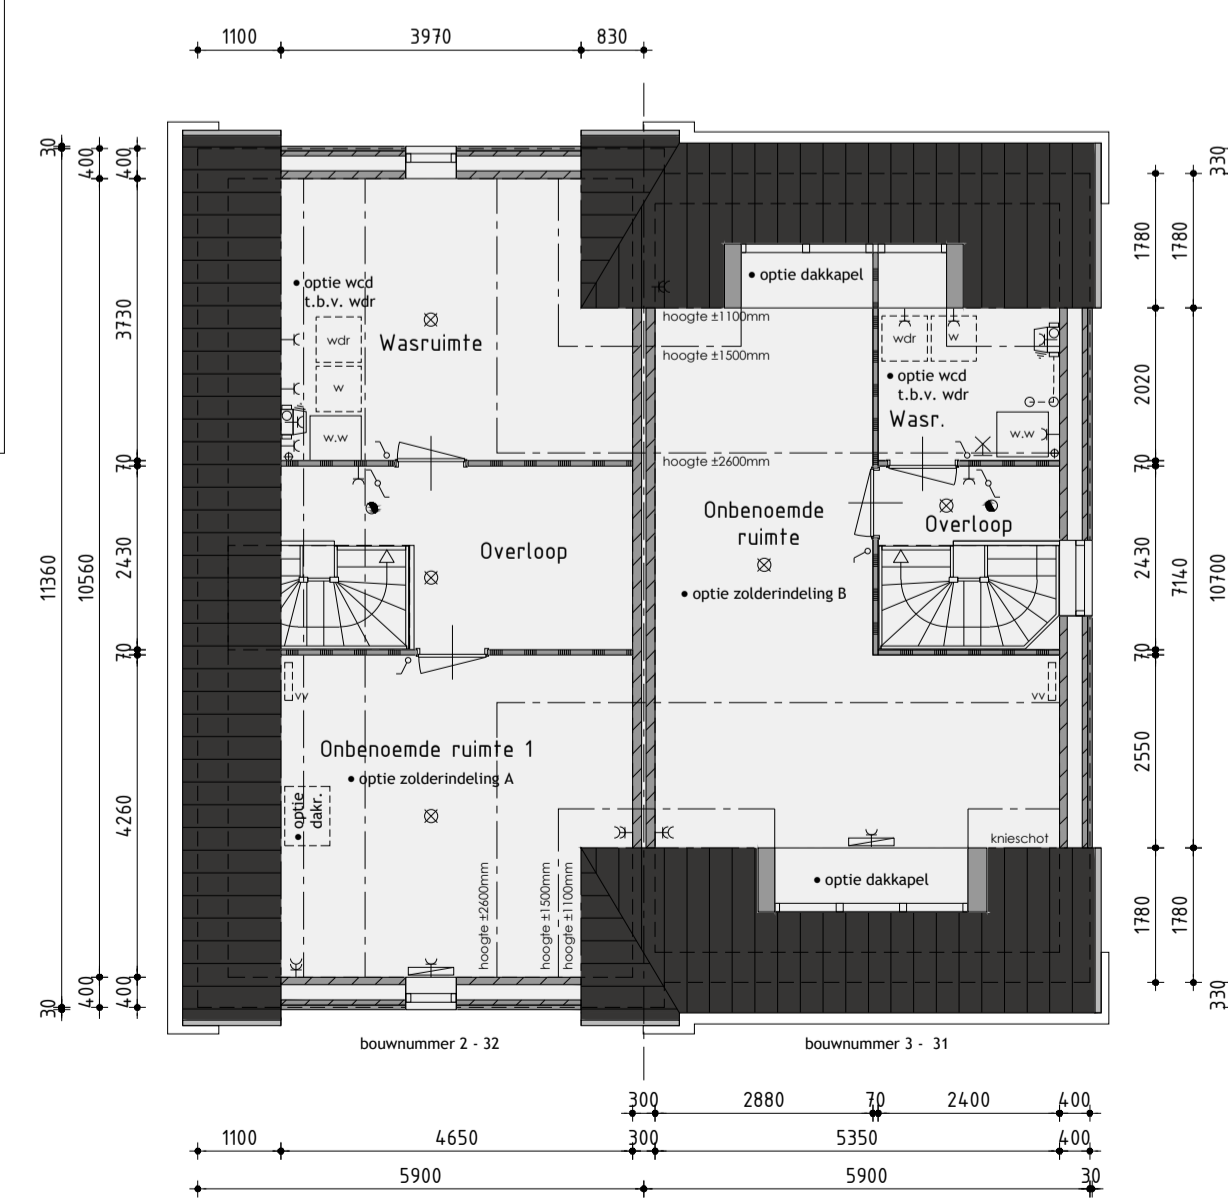 1100 3970 830
30
400
400
330
1780
1780
• optie wcd
t.b.v. wdr
• optie dakkapel
3730
wdr
Wasruimte
hoogte ±1100mm
hoogte ±1500mm
wdr
w
w
• optie wcd
t.b.v. wdr
2020
Wasr.
w.w
w.w
70
hoogte ±2600mm
70
Onbenoemde
ruimte
Overloop
Overloop
11360
10560
2430
2430
7140
10700
• optie zolderindeling B
70
70
vv
vv
Onbenoemde ruimte 1
• optie zolderindeling A
2550
• optie
dakr.
4260
knieschot
hoogte ±2600mm
hoogte ±1500mm
hoogte ±1100mm
• optie dakkapel
1780
1780
400
400
30
330
bouwnummer 2 - 32
bouwnummer 3 - 31
300 2880 70 2400 400
1100 4650 300 5350 400
5900 5900 30